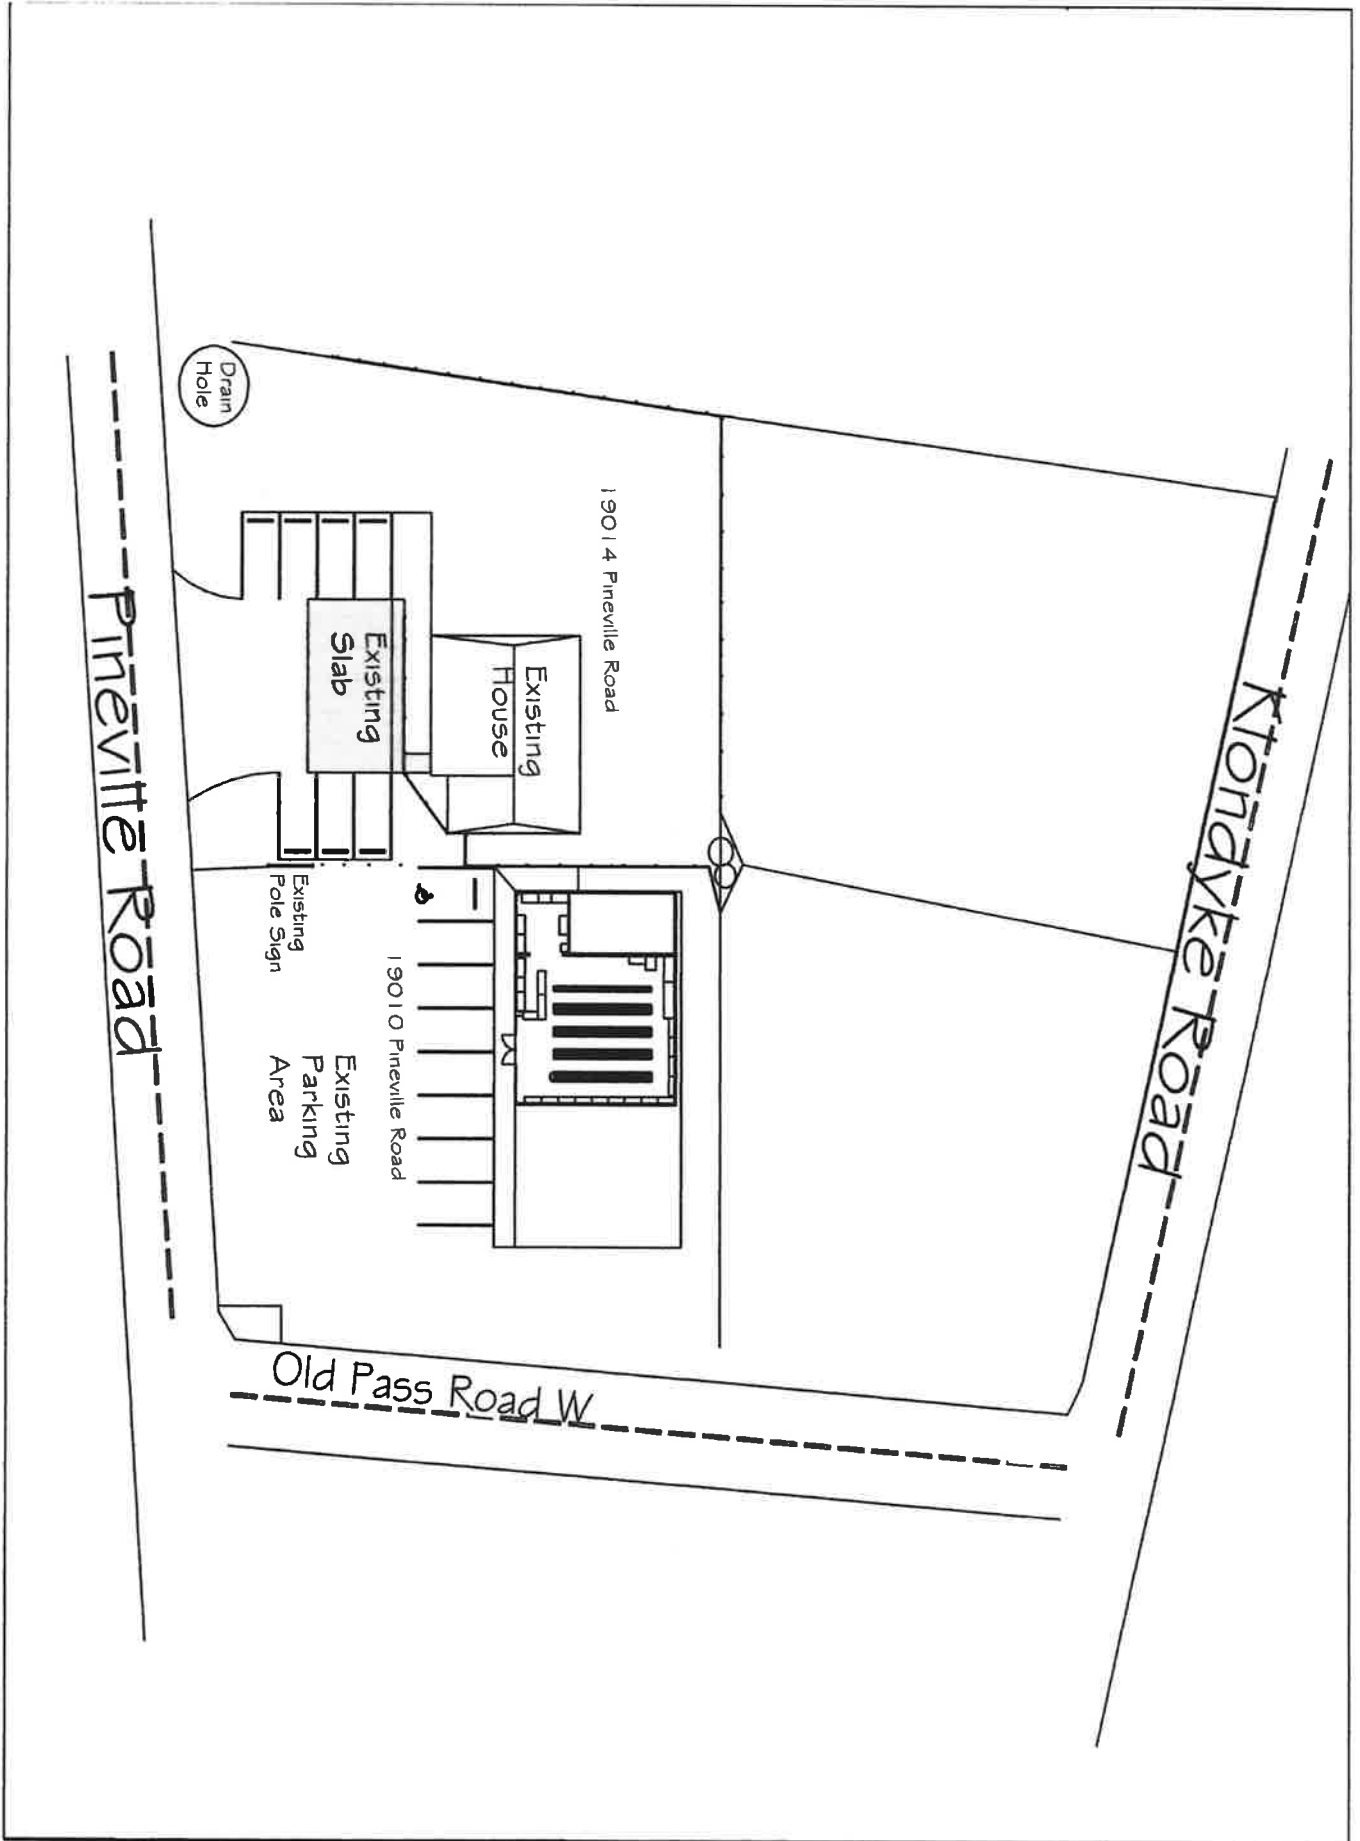 Klondyke Road
19014 Pineville Road
Existing
House
Existing
Slab
Drain
Hole
Existing
Pole Sign
19010 Pineville Road
Existing
Parking
Area
Pineville Road
Old Pass Road W